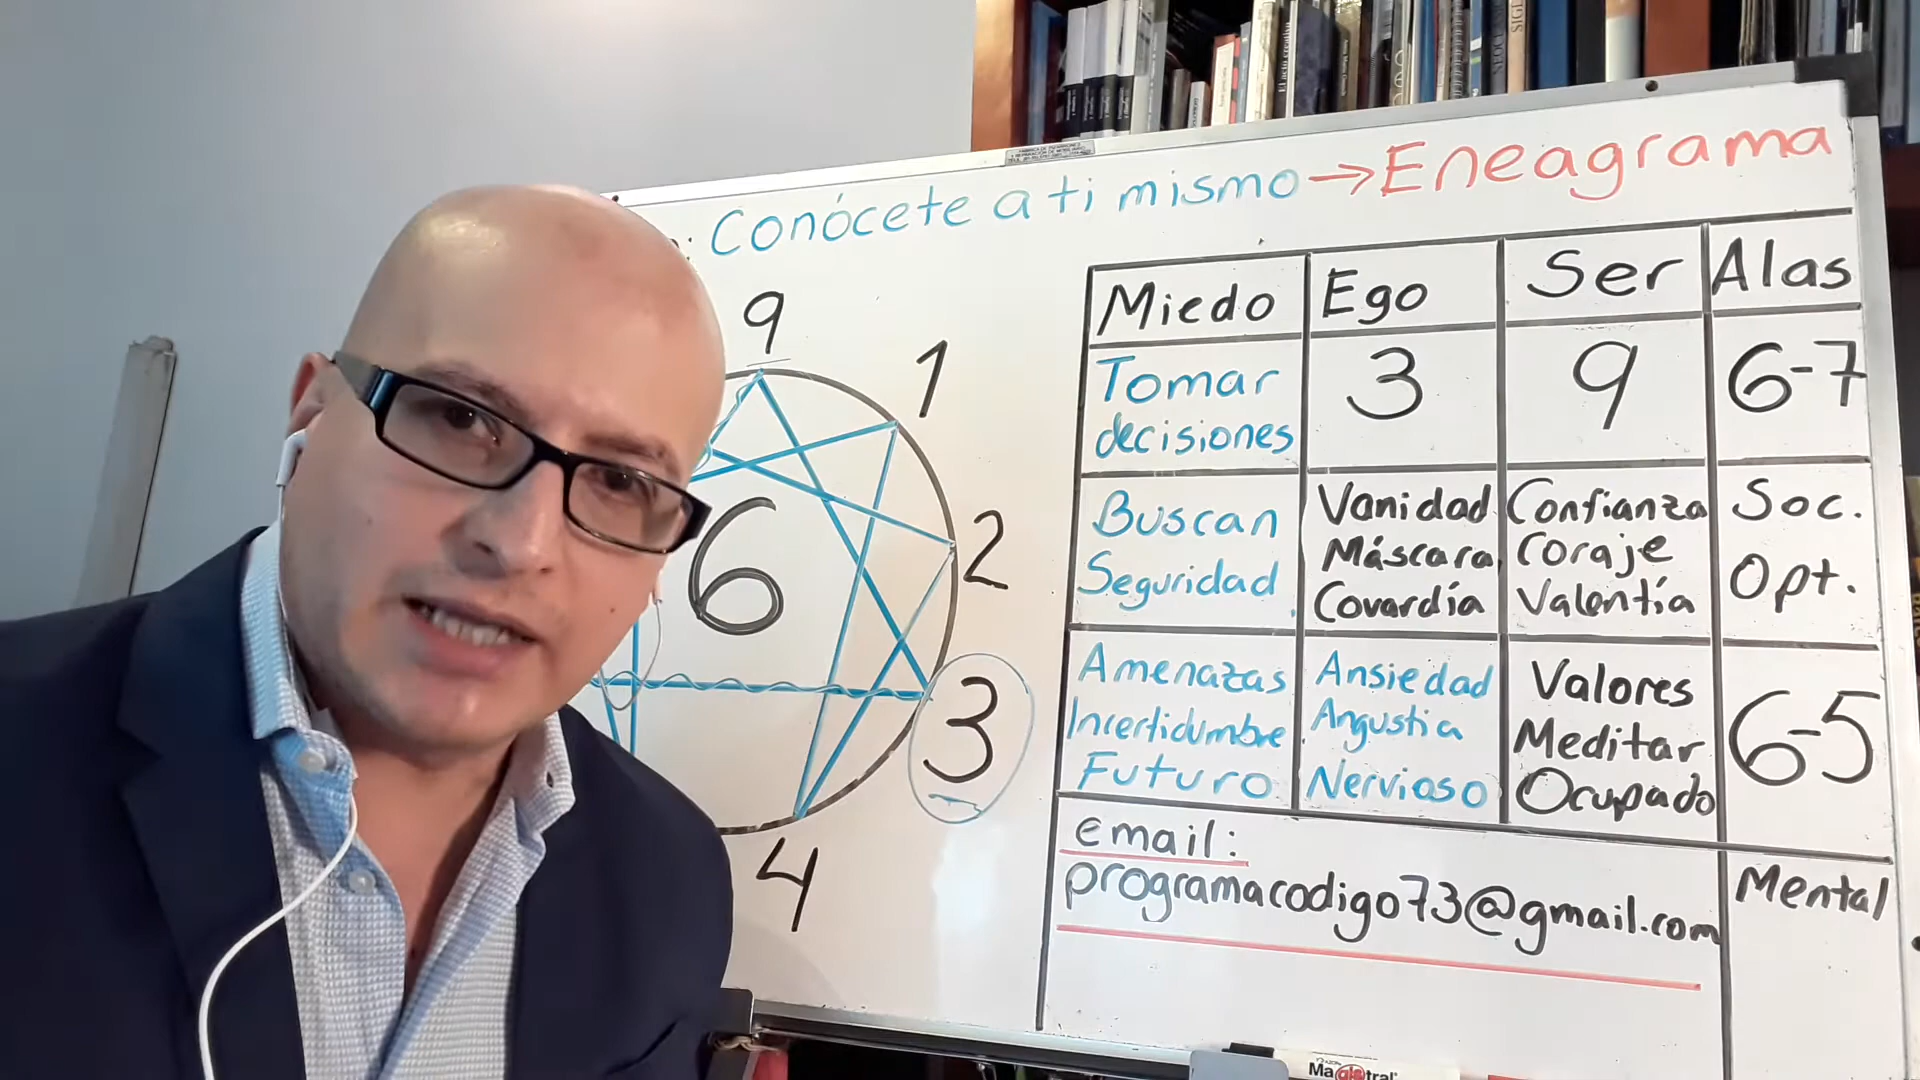 Conócete a ti mismo → Eneagrama
9
1
2
3
4
6
Miedo
Ego
Ser
Alas
Tomar
decisiones
3
9
6-7
Buscan
Seguridad
Vanidad
Máscara
Covardía
Confianza
Coraje
Valentía
Soc.
Opt.
Amenazas
Incertidumbre
Futuro
Ansiedad
Angustia
Nervioso
Valores
Meditar
Ocupado
6-5
email:
programacodigo73@gmail.com
Mental
Magistral